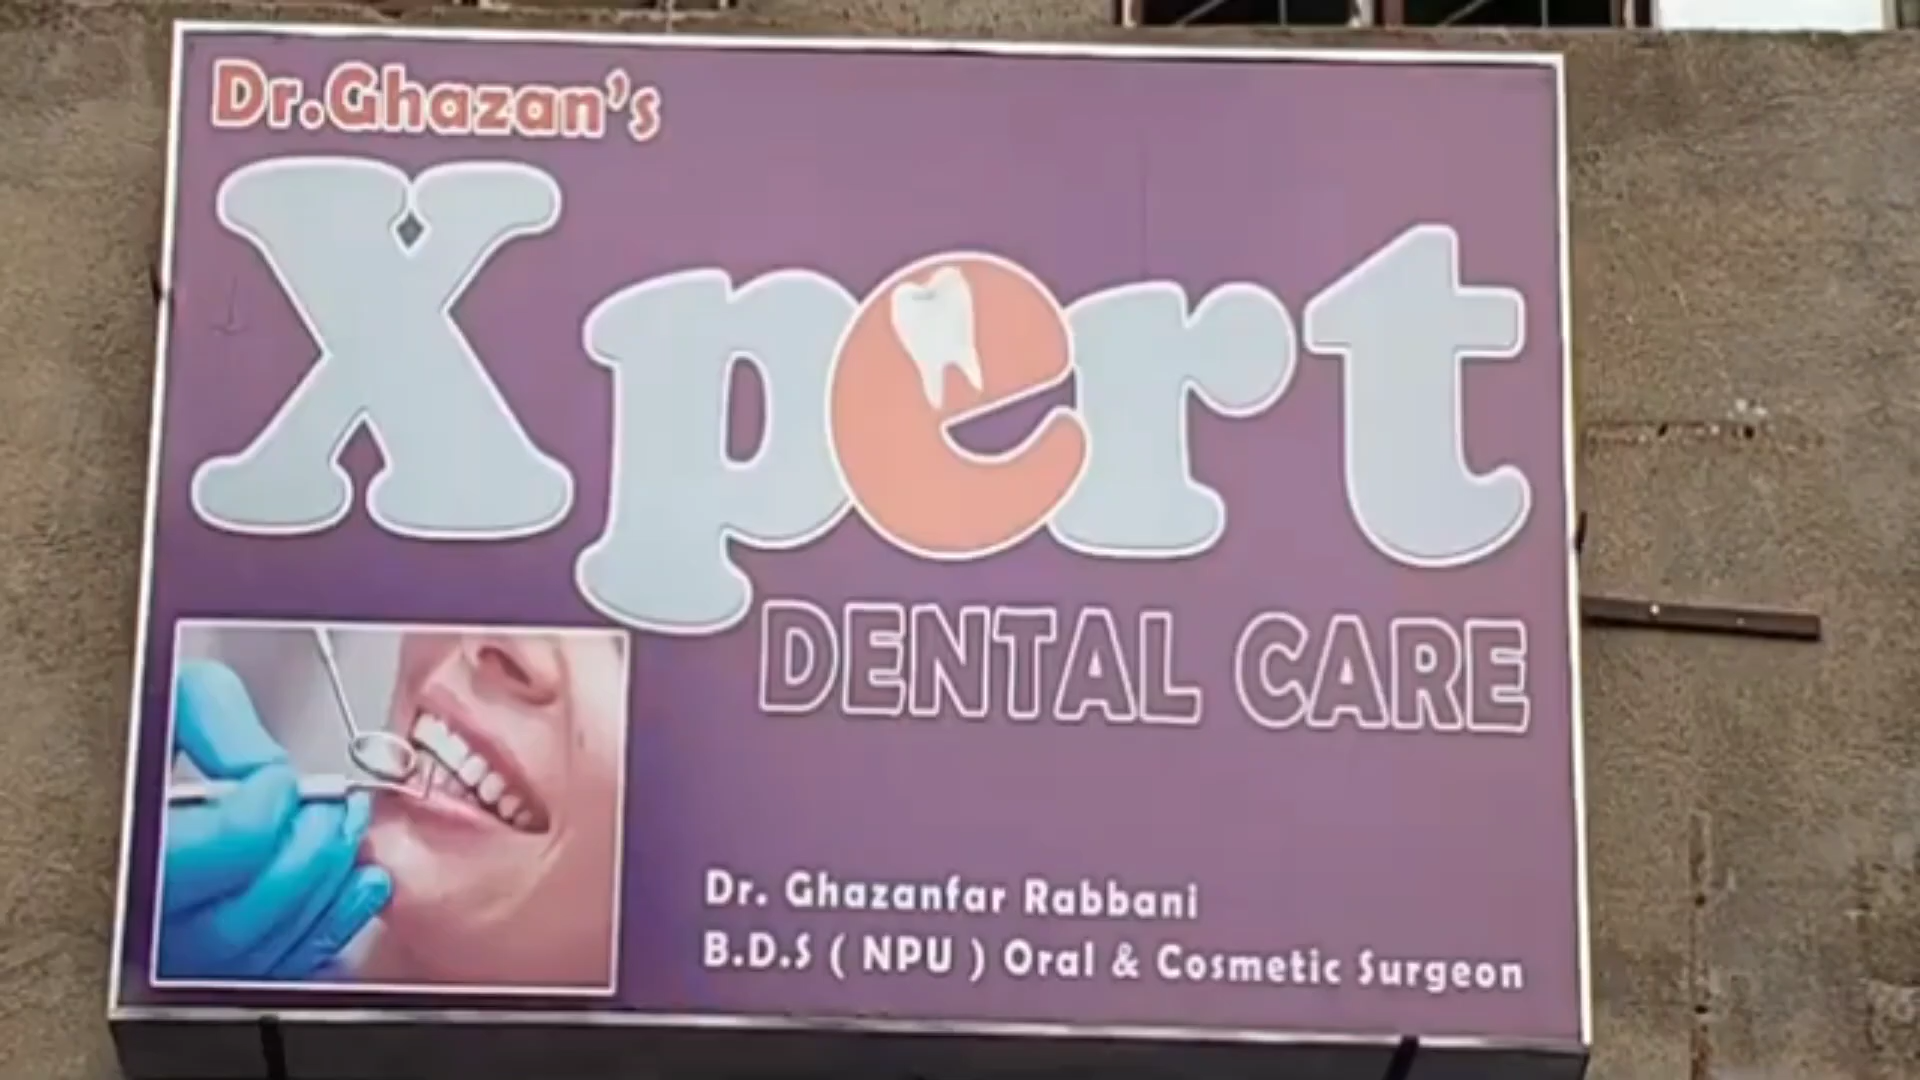 Dr.Ghazan's
Xpert
DENTAL CARE
Dr. Ghazanfar Rabbani
B.D.S ( NPU ) Oral & Cosmetic Surgeon